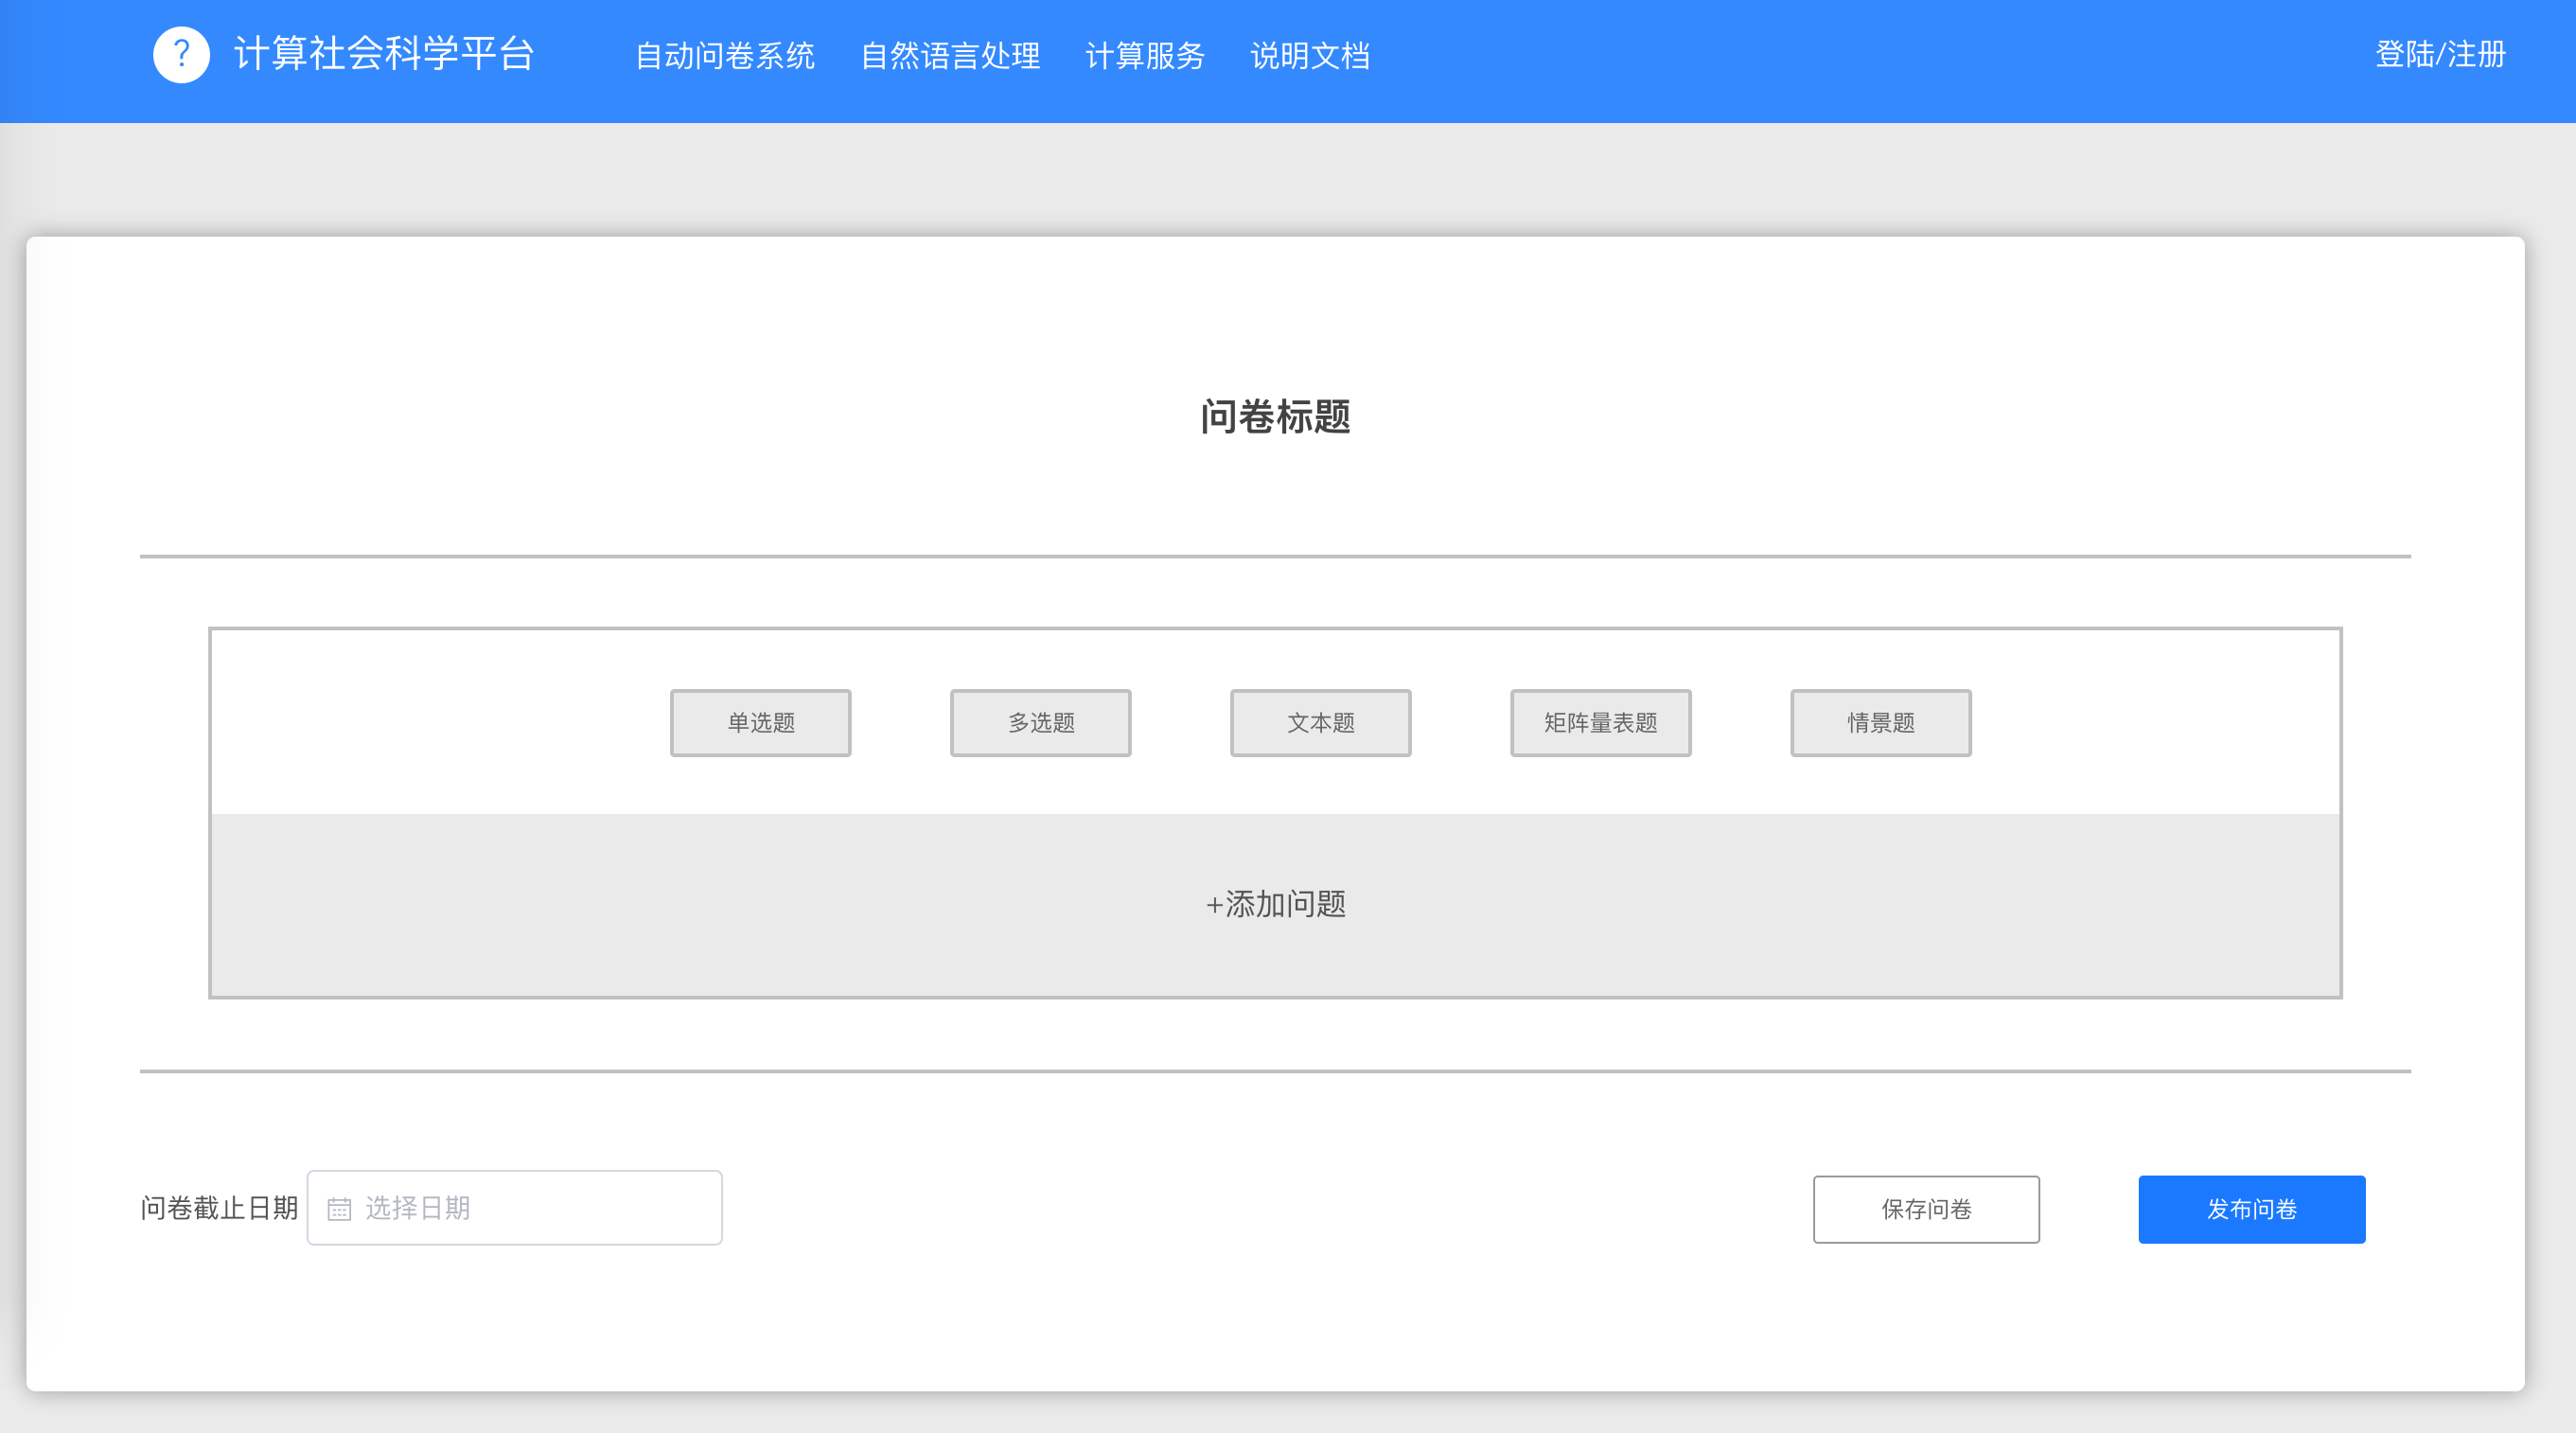 ? 计算社会科学平台 自动问卷系统 自然语言处理 计算服务 说明文档 登陆/注册
问卷标题
单选题 多选题 文本题 矩阵量表题 情景题
+添加问题
问卷截止日期 选择日期 保存问卷 发布问卷